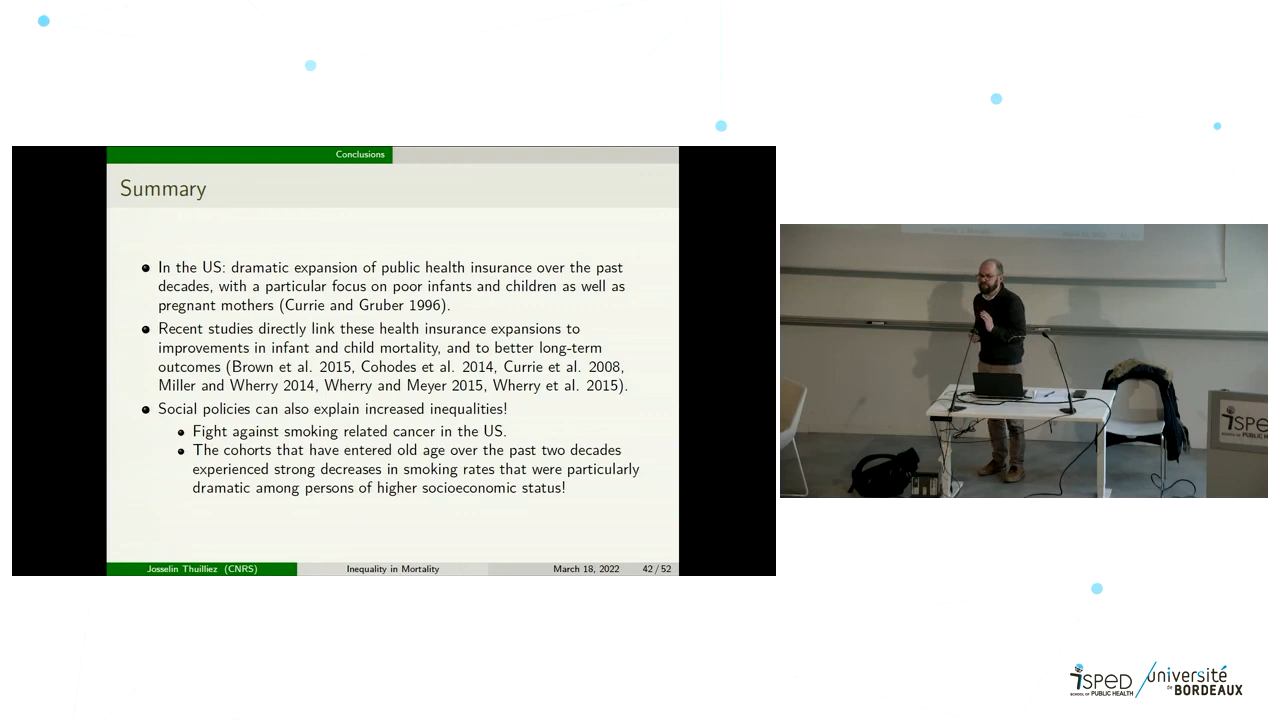 Conclusions
Summary
In the US: dramatic expansion of public health insurance over the past
decades, with a particular focus on poor infants and children as well as
pregnant mothers (Currie and Gruber 1996).
Recent studies directly link these health insurance expansions to
improvements in infant and child mortality, and to better long-term
outcomes (Brown et al. 2015, Cohodes et al. 2014, Currie et al. 2008,
Miller and Wherry 2014, Wherry and Meyer 2015, Wherry et al. 2015).
Social policies can also explain increased inequalities!
Fight against smoking related cancer in the US.
The cohorts that have entered old age over the past two decades
experienced strong decreases in smoking rates that were particularly
dramatic among persons of higher socioeconomic status!
Josselin Thuilliez (CNRS) Inequality in Mortality March 18, 2022 42 / 52
isped
SCHOOL OF PUBLIC HEALTH
université
de BORDEAUX